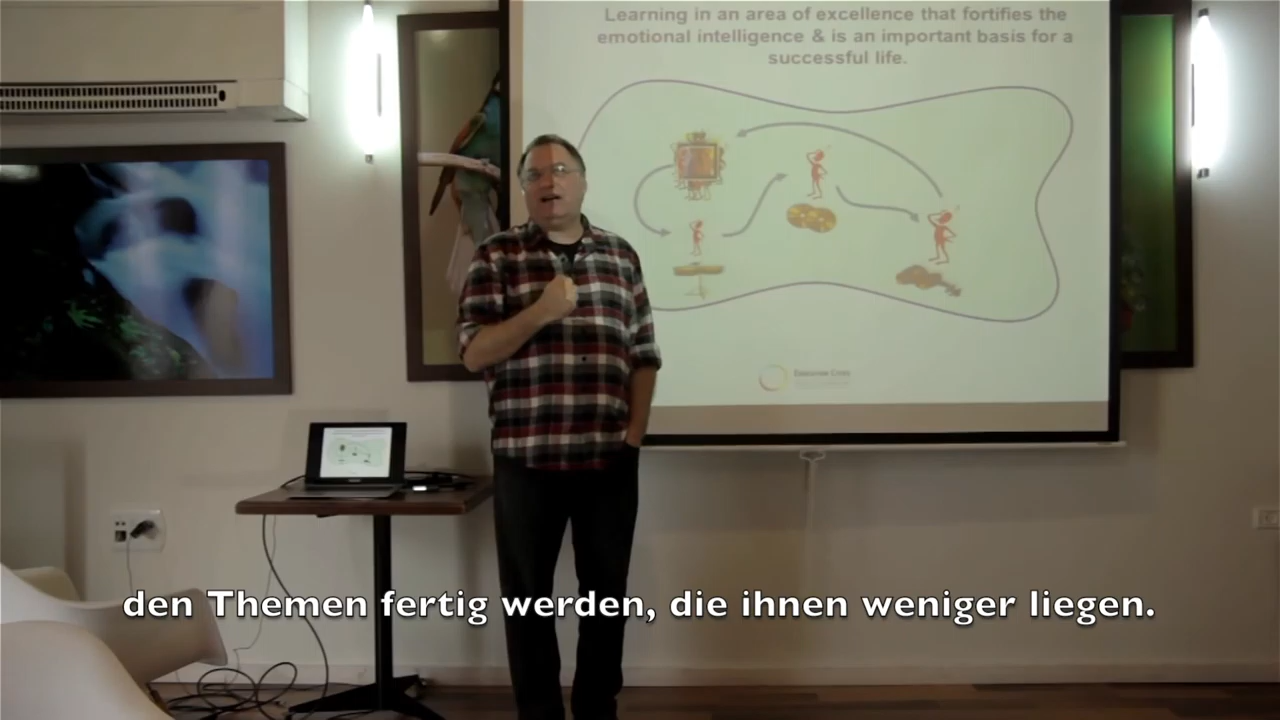 Learning in an area of excellence that fortifies the
emotional intelligence & is an important basis for a
successful life.
den Themen fertig werden, die ihnen weniger liegen.